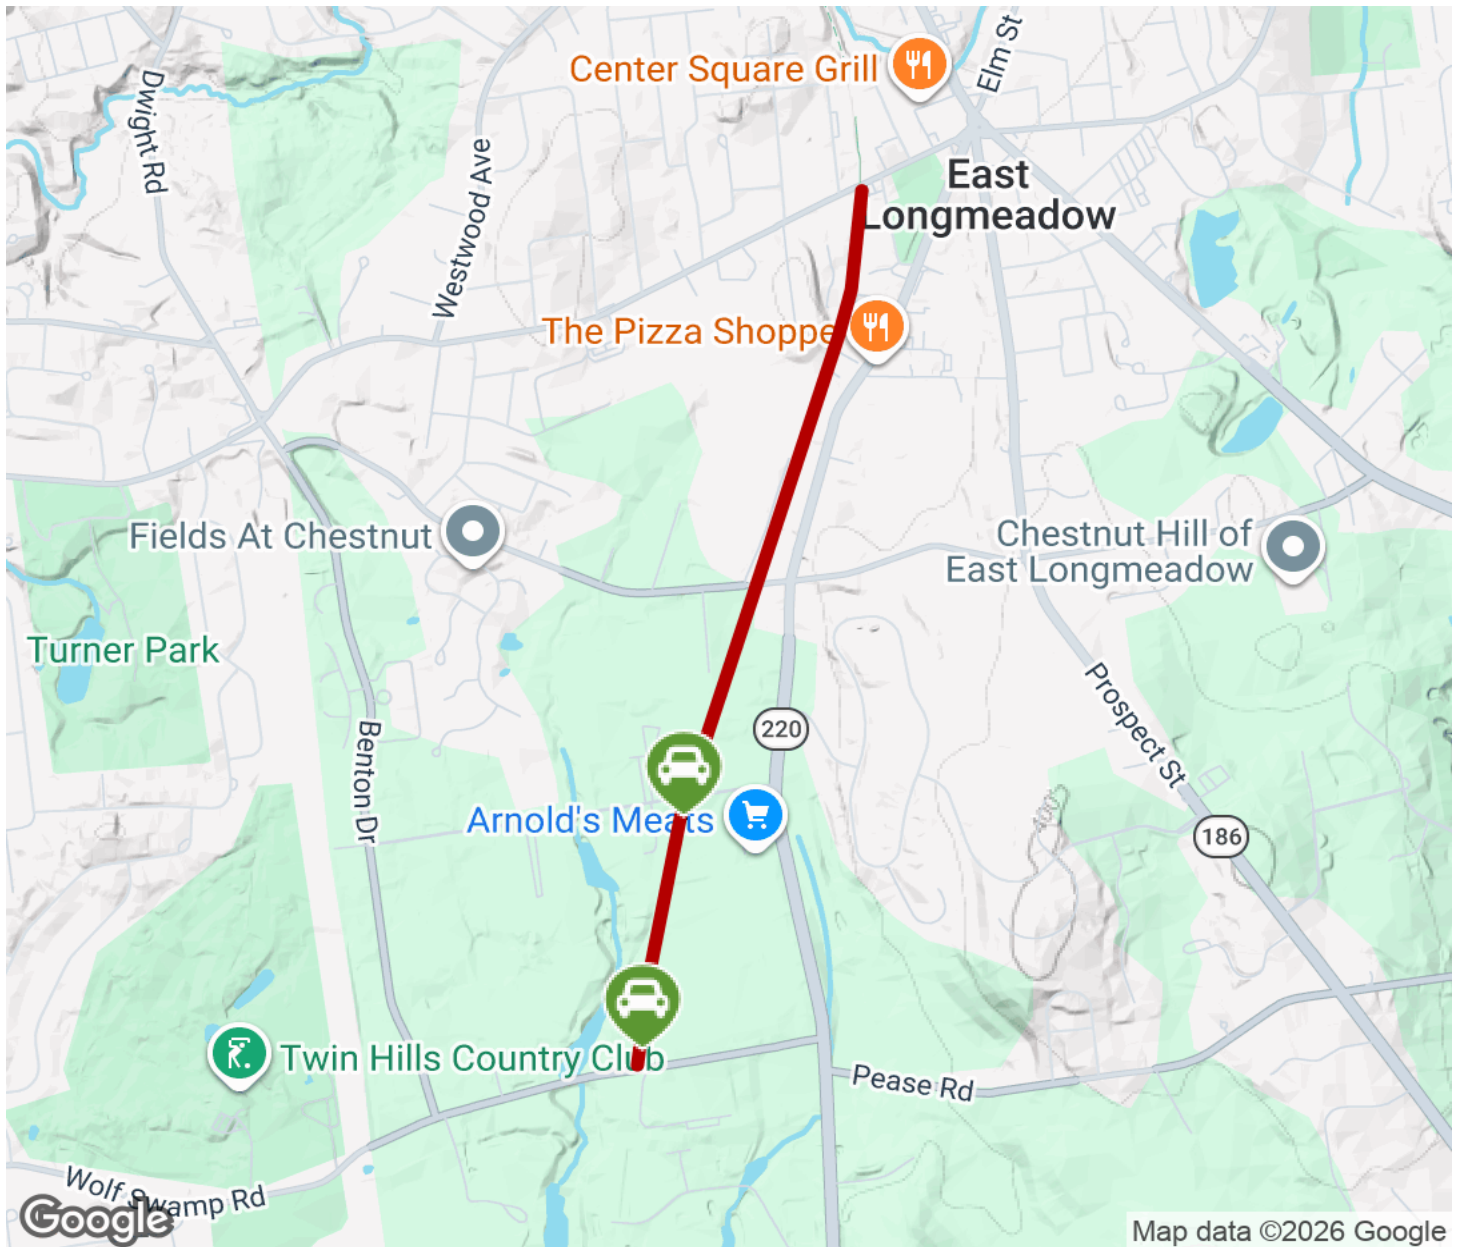 Center Square Grill
Elm St
Dwight Rd
Westwood Ave
East
Longmeadow
The Pizza Shoppe
Fields At Chestnut
Chestnut Hill of
East Longmeadow
Turner Park
Prospect St
220
Benton Dr
Arnold's Meats
186
Twin Hills Country Club
Pease Rd
Wolf Swamp Rd
Google
Map data ©2026 Google